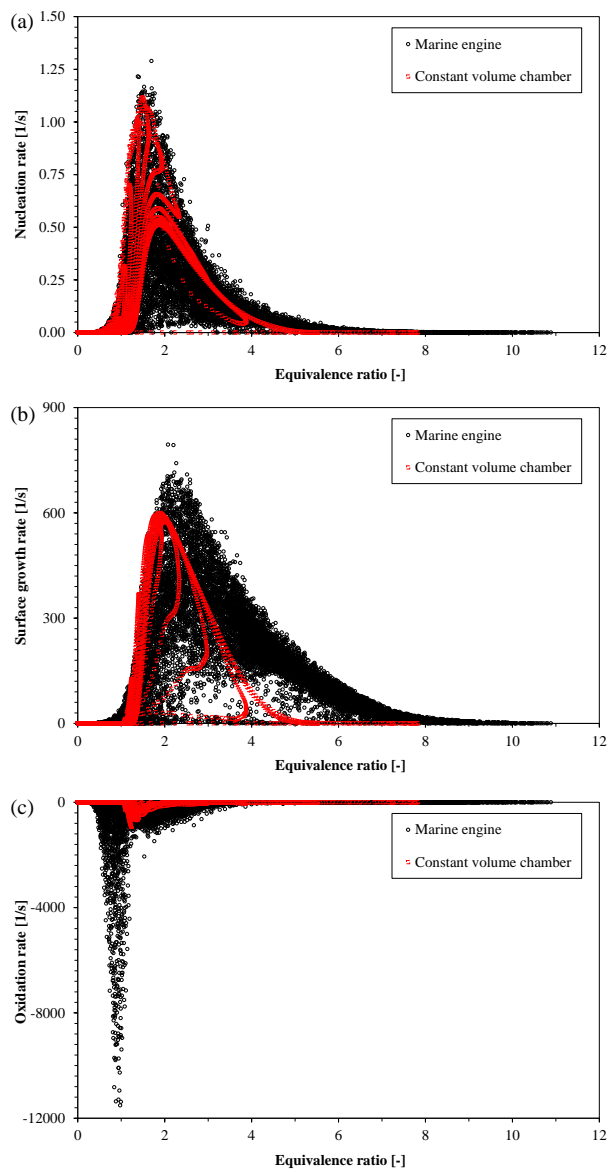 (a)
1.50
1.25
1.00
0.75
0.50
0.25
0.00
Nucleation rate [1/s]
Marine engine
Constant volume chamber
0 2 4 6 8 10 12
Equivalence ratio [-]
(b)
900
600
300
0
Surface growth rate [1/s]
Marine engine
Constant volume chamber
0 2 4 6 8 10 12
Equivalence ratio [-]
(c)
0
-4000
-8000
-12000
Oxidation rate [1/s]
Marine engine
Constant volume chamber
0 2 4 6 8 10 12
Equivalence ratio [-]